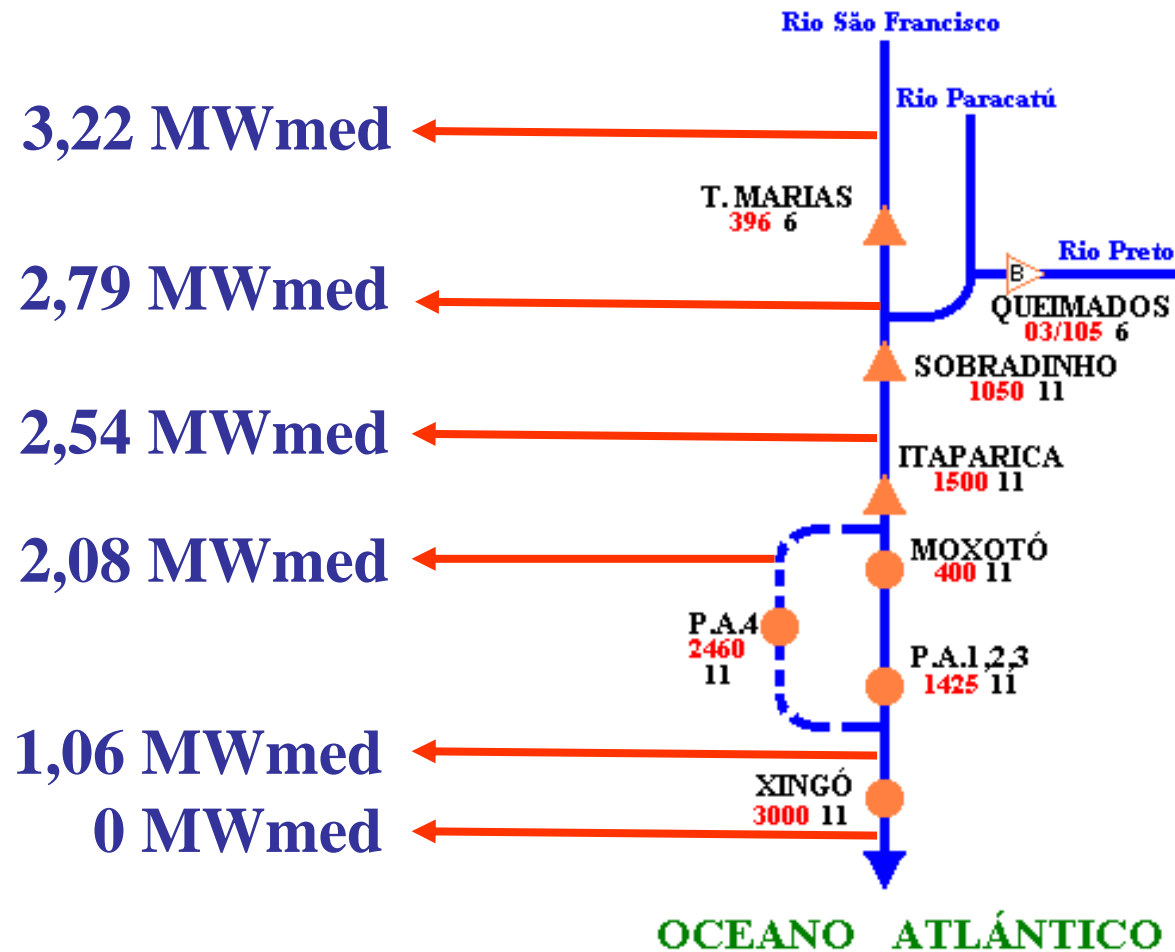 Rio São Francisco
Rio Paracatú
3,22 MWmed
T. MARIAS
396 6
Rio Preto
B
QUEIMADOS
03/105 6
2,79 MWmed
SOBRADINHO
1050 11
2,54 MWmed
ITAPARICA
1500 11
2,08 MWmed
MOXOTÓ
400 11
P.A.4
2460
11
P.A.1,2,3
1425 11
1,06 MWmed
XINGÓ
3000 11
0 MWmed
OCEANO ATLÁNTICO